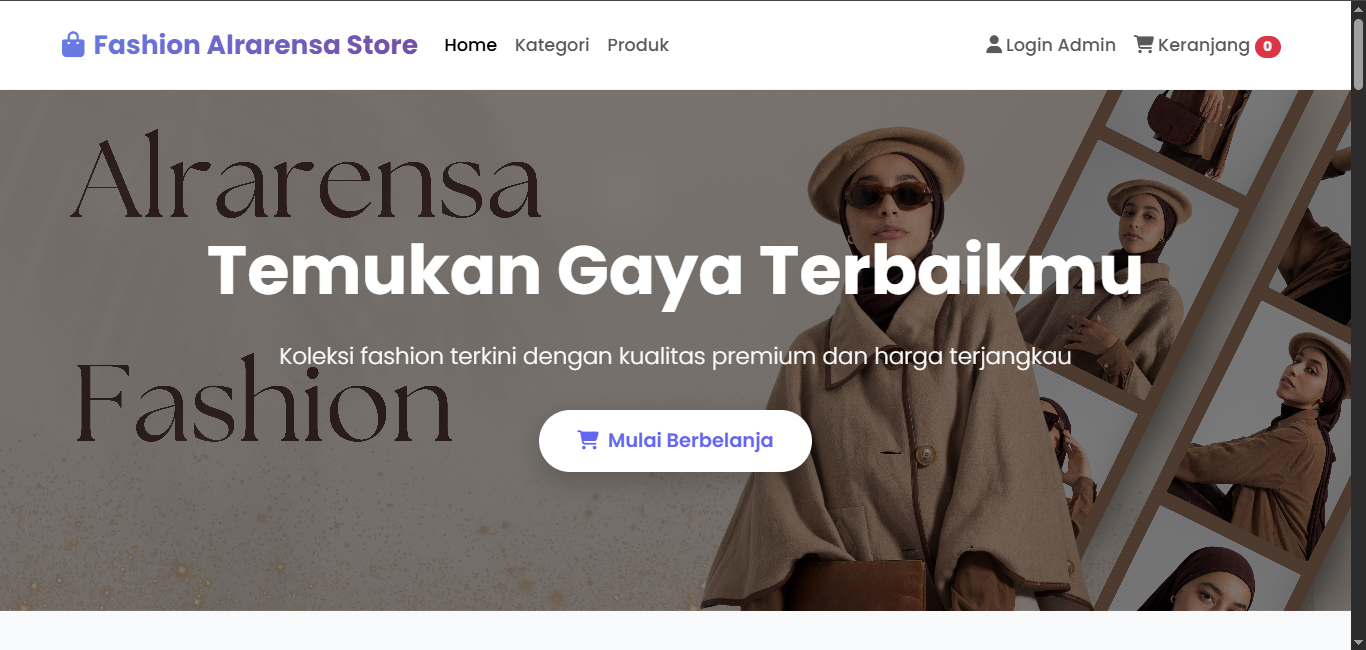 Fashion Alrarensa Store Home Kategori Produk Login Admin Keranjang 0
Alrarensa
Temukan Gaya Terbaikmu
Koleksi fashion terkini dengan kualitas premium dan harga terjangkau
Fashion
Mulai Berbelanja